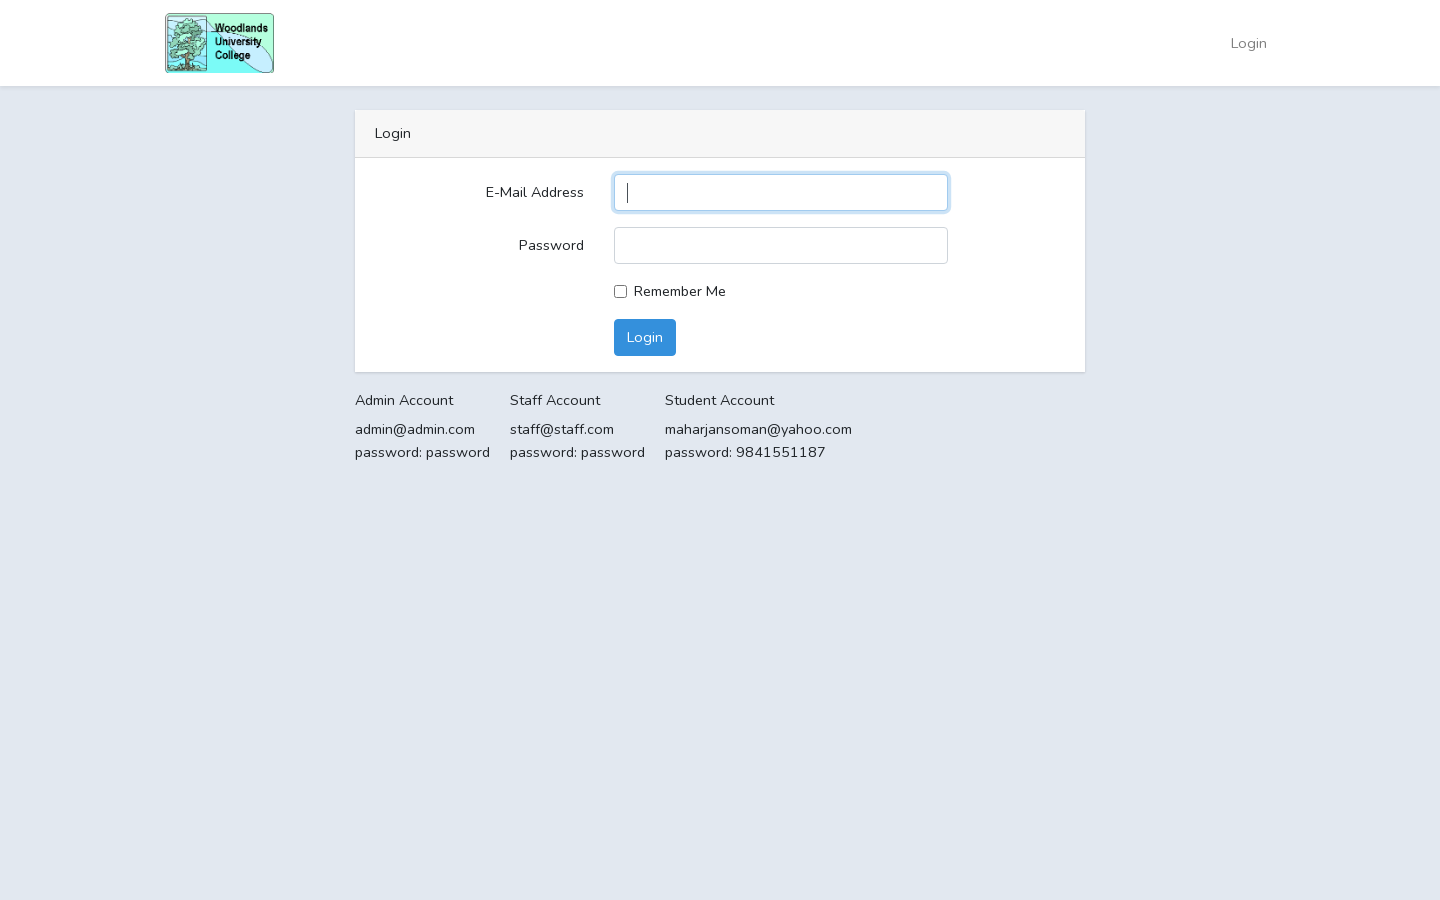 Woodlands
University
College
Login
Login
E-Mail Address
Password
Remember Me
Login
Admin Account
admin@admin.com
password: password
Staff Account
staff@staff.com
password: password
Student Account
maharjansoman@yahoo.com
password: 9841551187